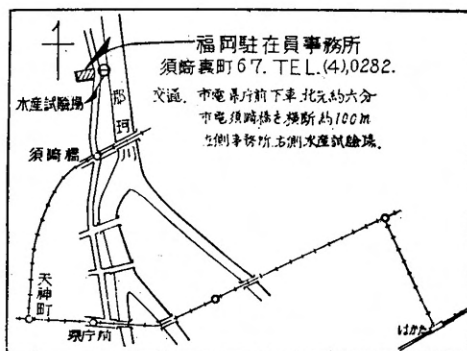 福岡駐在員事務所
須崎裏町67. TEL.(4),0282.
交通. 市電県庁前下車.北え約六分
市電須崎橋を横断約100m
左側事務所.右側水産試験場.
水産試験場
那珂川
須崎橋
天神町
県庁前
はかた